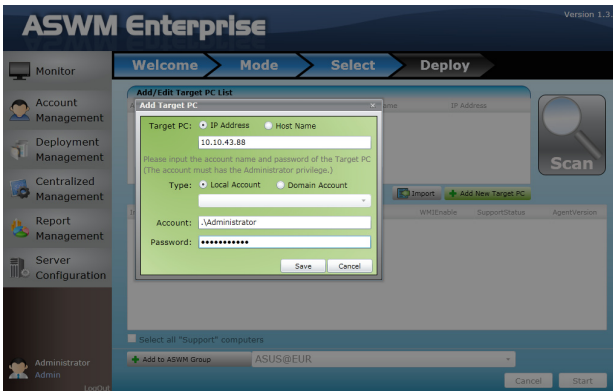 ASWM Enterprise
Version 1.3.
Monitor
Account
Management
Deployment
Management
Centralized
Management
Report
Management
Server
Configuration
Administrator
Admin
LogOut
Welcome
Mode
Select
Deploy
Add/Edit Target PC List
IP Address
Scan
Import
Add New Target PC
WMIEnable
SupportStatus
AgentVersion
Add Target PC
Target PC:
IP Address
Host Name
10.10.43.88
Please input the account name and password of the Target PC
(The account must has the Administrator privilege.)
Type:
Local Account
Domain Account
Account:
.\Administrator
Password:
•••••••••••
Save
Cancel
Select all "Support" computers
Add to ASWM Group
ASUS@EUR
Cancel
Start